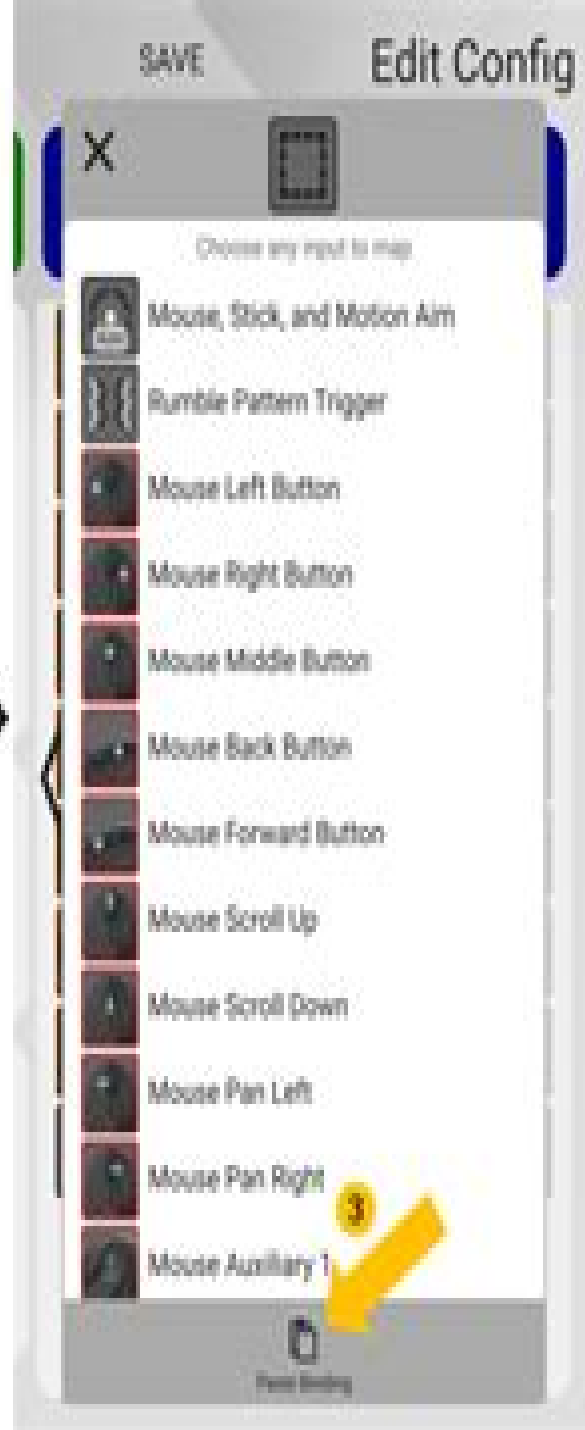 SAVE Edit Config
Choose any input to map
Mouse, Stick, and Motion Aim
Rumble Pattern Trigger
Mouse Left Button
Mouse Right Button
Mouse Middle Button
Mouse Back Button
Mouse Forward Button
Mouse Scroll Up
Mouse Scroll Down
Mouse Pan Left
Mouse Pan Right
3
Mouse Auxiliary 1
Paste Binding